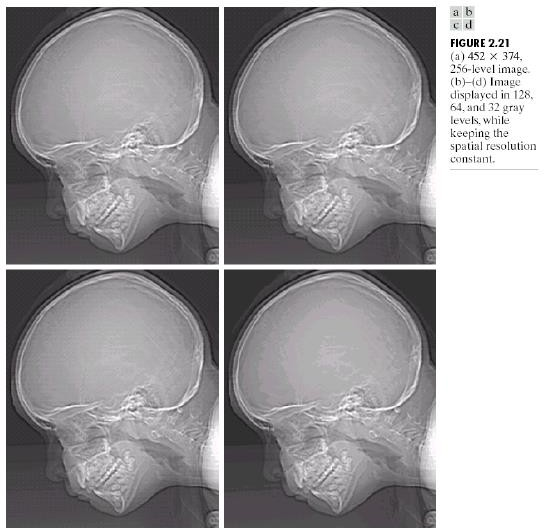 a b
c d
FIGURE 2.21
(a) 452 × 374,
256-level image.
(b)–(d) Image
displayed in 128,
64, and 32 gray
levels, while
keeping the
spatial resolution
constant.